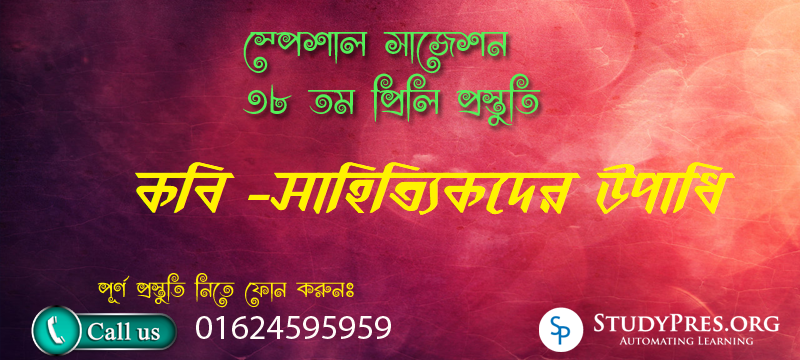 স্পেশাল সাজেশন
৩৮ তম প্রিলি প্রস্তুতি
কবি -সাহিত্যিকদের উপাধি
পূর্ণ প্রস্তুতি নিতে ফোন করুনঃ
Call us 01624595959
SP STUDYPRES.ORG
AUTOMATING LEARNING